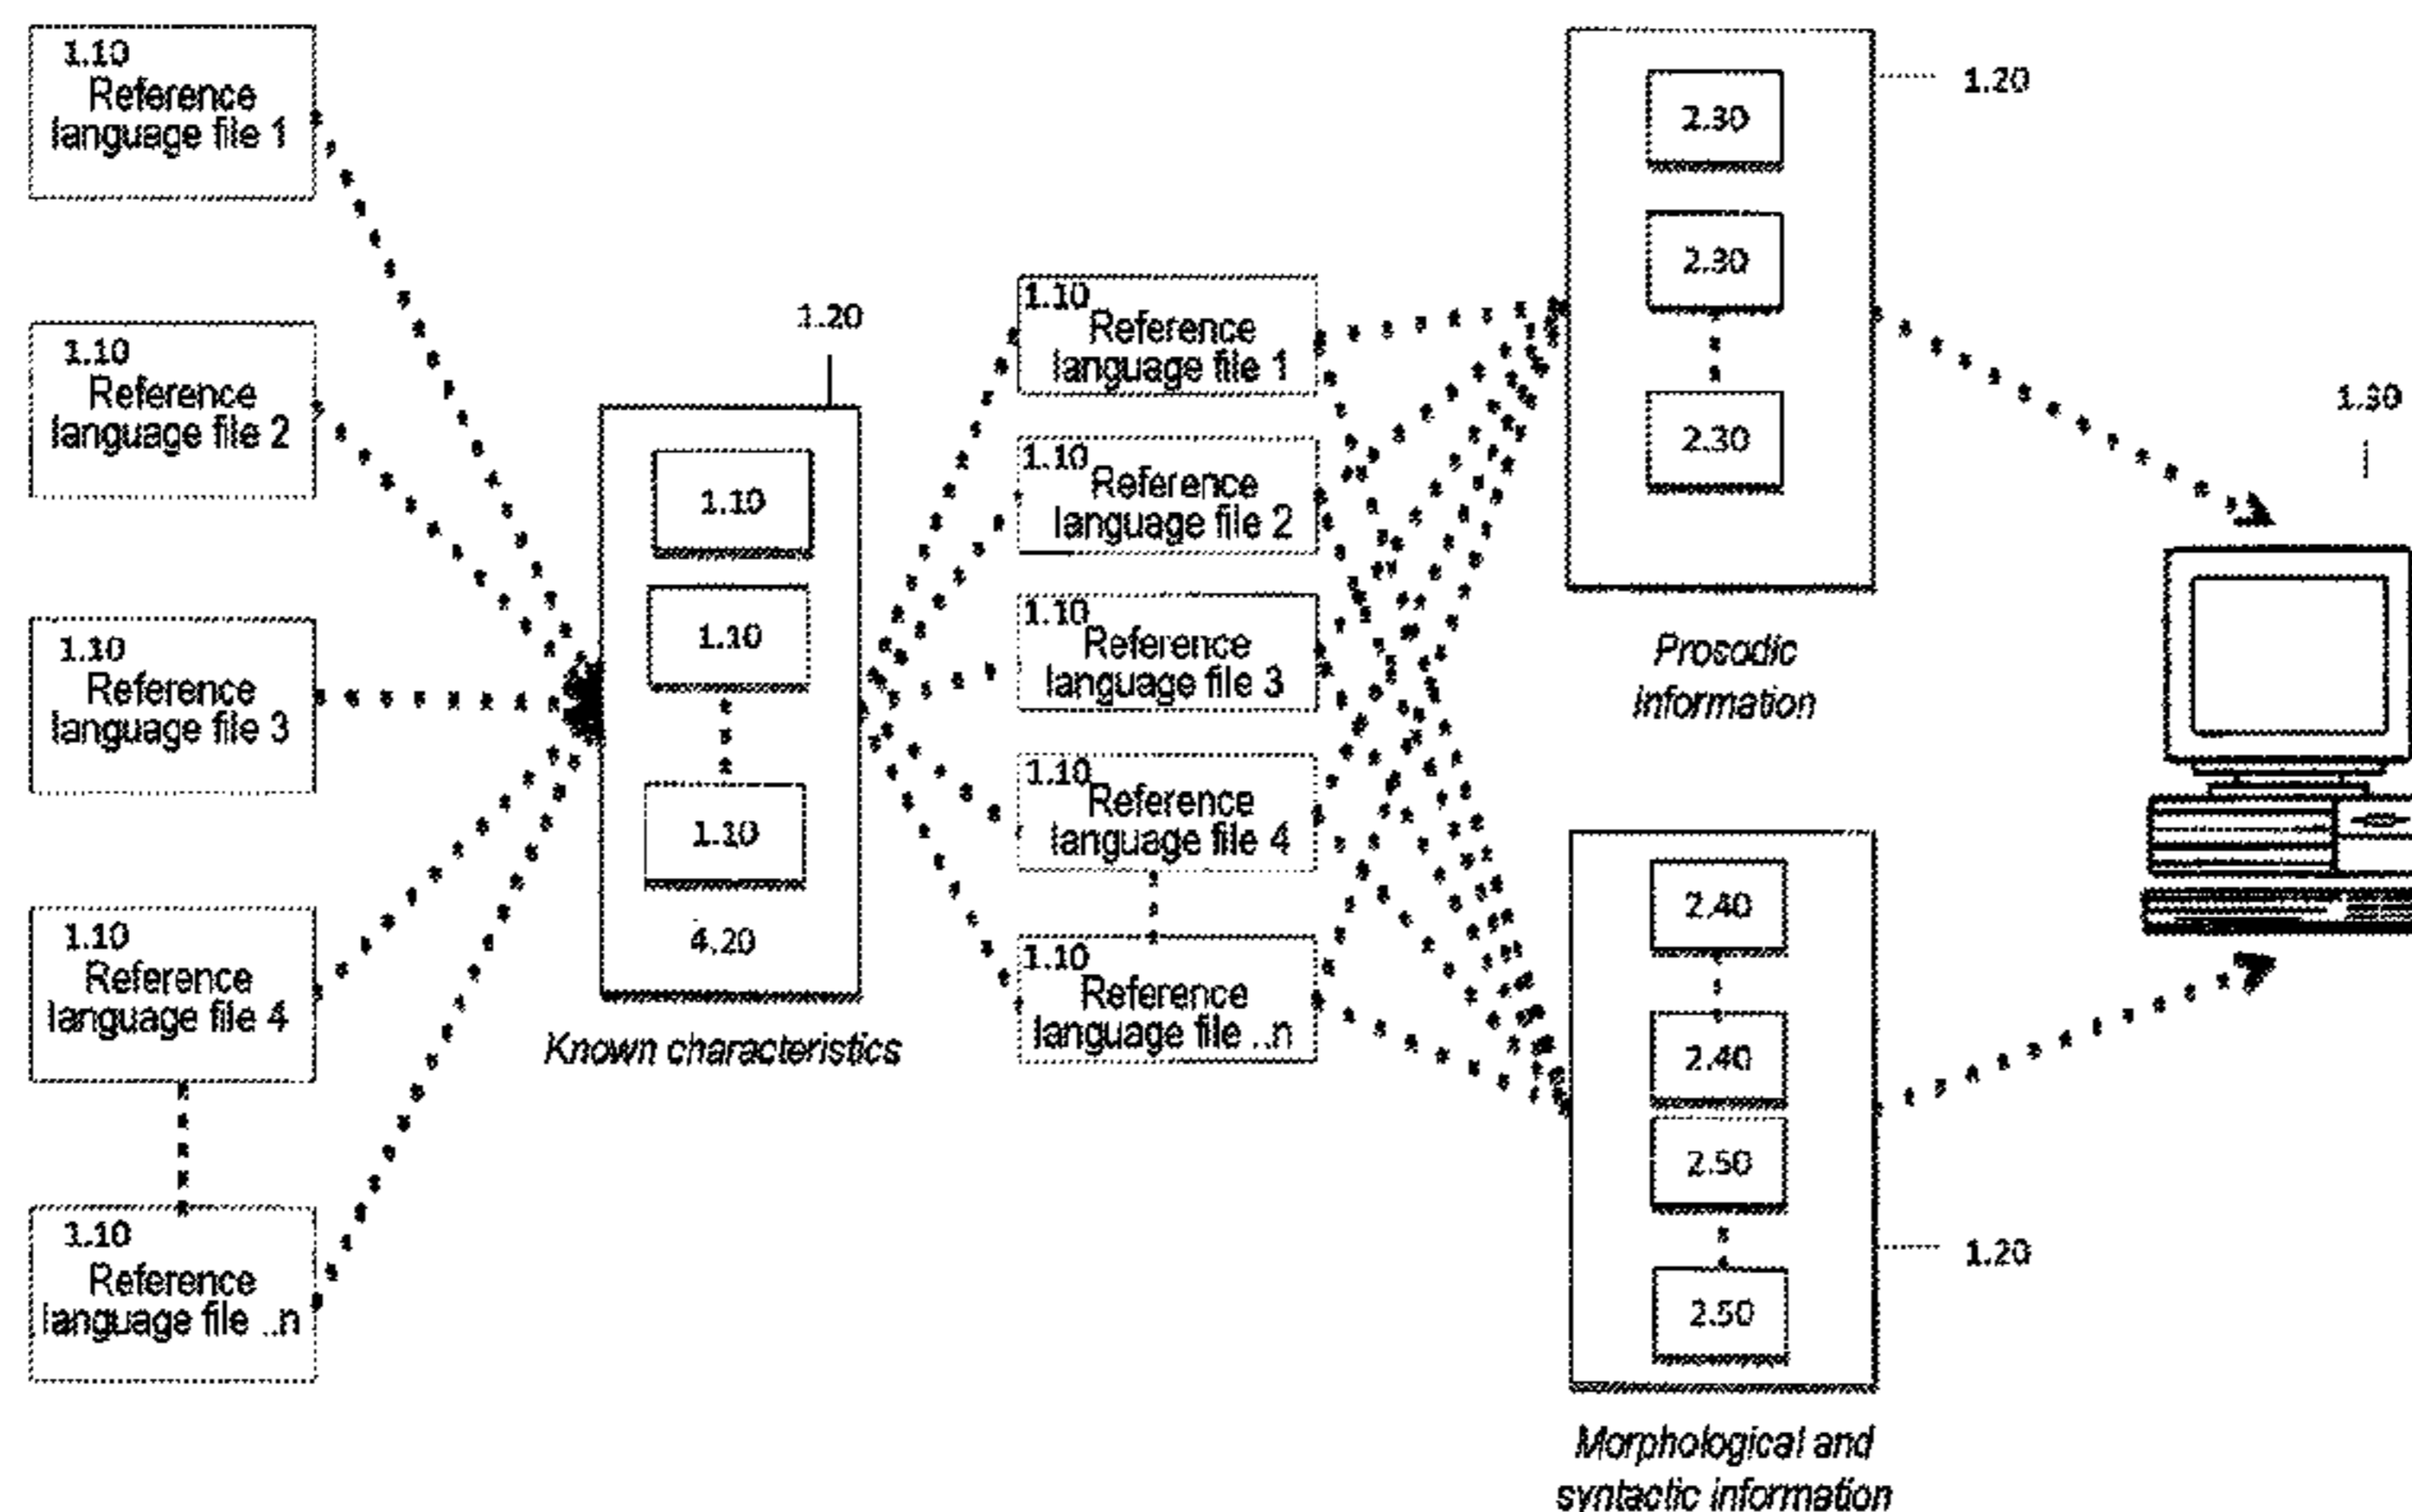 1.10
Reference
language file 1
1.10
Reference
language file 2
1.10
Reference
language file 3
1.10
Reference
language file 4
1.10
Reference
language file ..n
1.20
1.10
1.10
1.10
4.20
Known characteristics
1.10
Reference
language file 1
1.10
Reference
language file 2
1.10
Reference
language file 3
1.10
Reference
language file 4
1.10
Reference
language file ..n
1.20
2.30
2.30
2.30
Prosodic
information
2.40
2.40
2.50
2.50
1.20
Morphological and
syntactic information
1.30